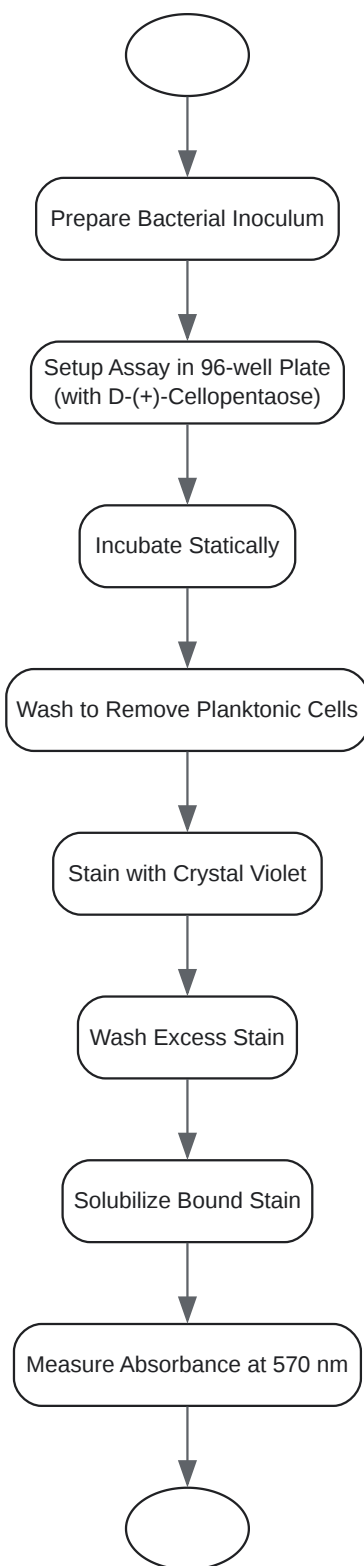 Prepare Bacterial Inoculum
Setup Assay in 96-well Plate
(with D-(+)-Cellopentaose)
Incubate Statically
Wash to Remove Planktonic Cells
Stain with Crystal Violet
Wash Excess Stain
Solubilize Bound Stain
Measure Absorbance at 570 nm